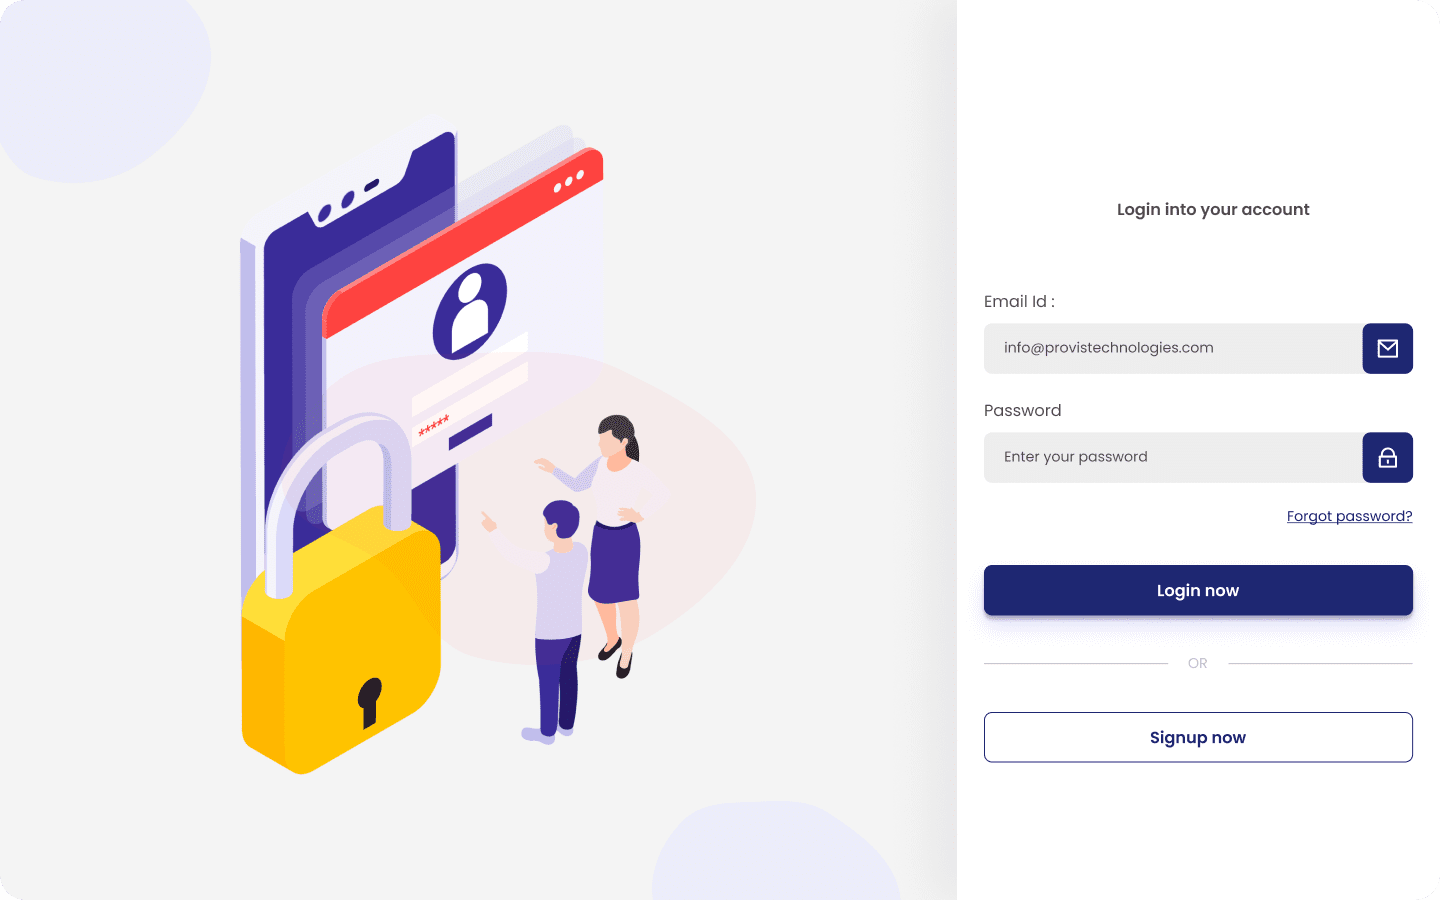 Login into your account
Email Id :
info@provistechnologies.com
Password
Enter your password
Forgot password?
Login now
OR
Signup now
*****